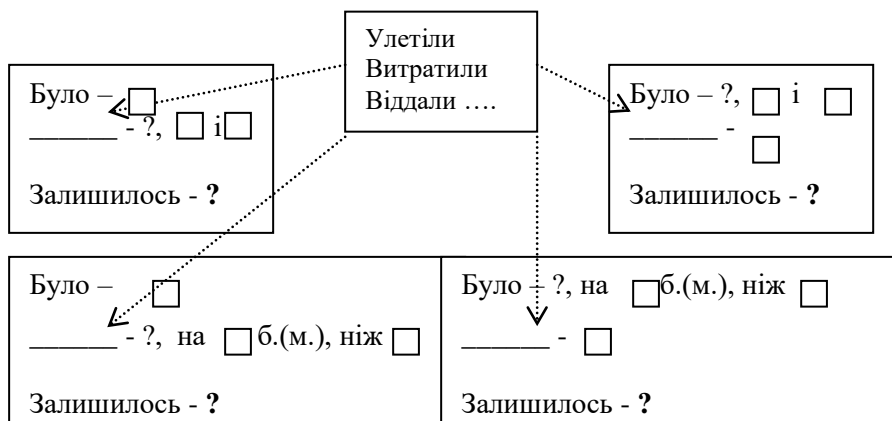 Улетіли
Витратили
Віддали ….
Було –
_______ - ?, і
Залишилось - ?
Було – ?, і
_______ -
Залишилось - ?
Було –
_______ - ?, на б.(м.), ніж
Залишилось - ?
Було – ?, на б.(м.), ніж
_______ -
Залишилось - ?